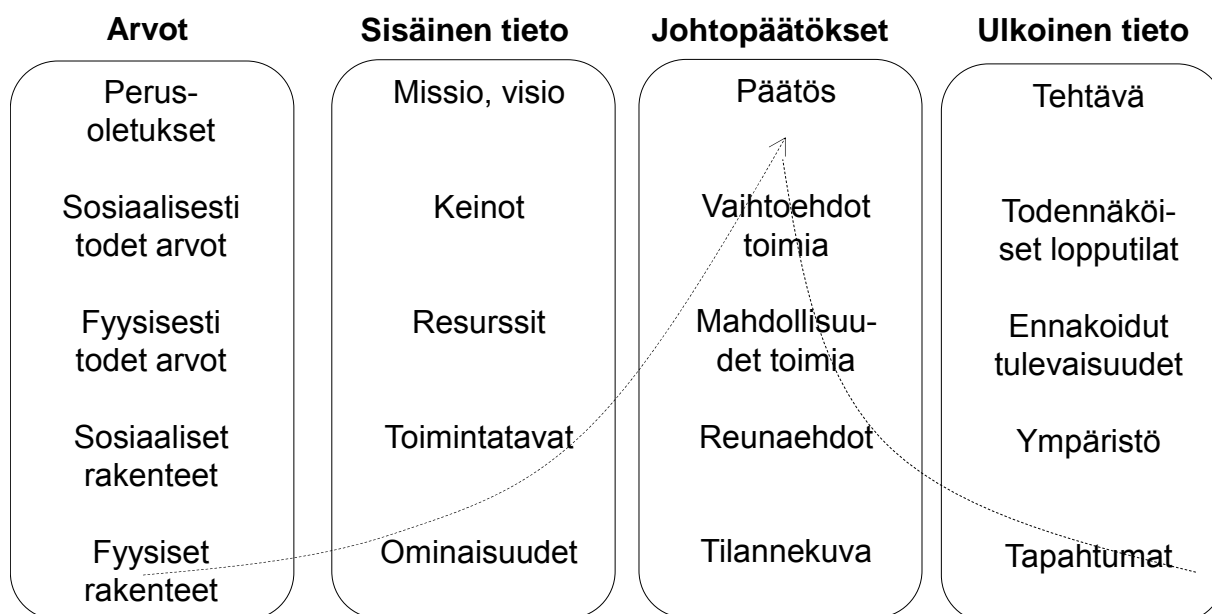 Arvot
Perus-
oletukset
Sosiaalisesti
todet arvot
Fyysisesti
todet arvot
Sosiaaliset
rakenteet
Fyysiset
rakenteet
Sisäinen tieto
Missio, visio
Keinot
Resurssit
Toimintatavat
Ominaisuudet
Johtopäätökset
Päätös
Vaihtoehdot
toimia
Mahdollisuu-
det toimia
Reunaehdot
Tilannekuva
Ulkoinen tieto
Tehtävä
Todennäköi-
set lopputilat
Ennakoidut
tulevaisuudet
Ympäristö
Tapahtumat